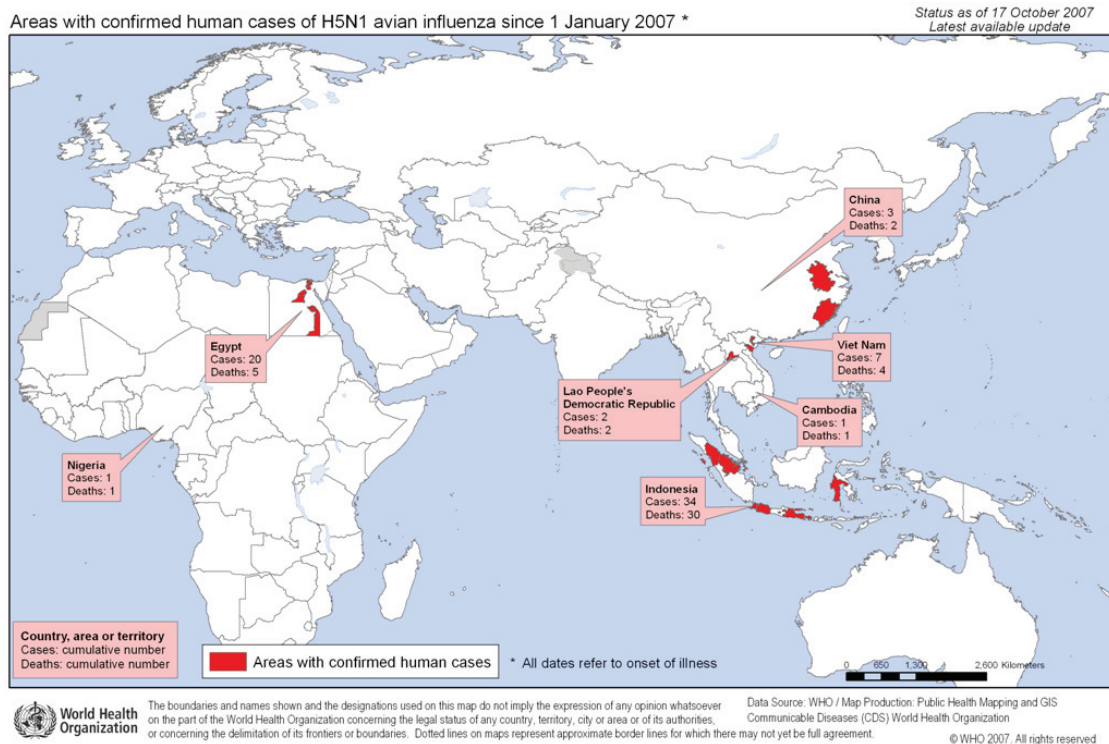 Areas with confirmed human cases of H5N1 avian influenza since 1 January 2007 *
Status as of 17 October 2007
Latest available update
China
Cases: 3
Deaths: 2
Egypt
Cases: 20
Deaths: 5
Viet Nam
Cases: 7
Deaths: 4
Lao People's
Democratic Republic
Cases: 2
Deaths: 2
Cambodia
Cases: 1
Deaths: 1
Nigeria
Cases: 1
Deaths: 1
Indonesia
Cases: 34
Deaths: 30
Country, area or territory
Cases: cumulative number
Deaths: cumulative number
Areas with confirmed human cases
* All dates refer to onset of illness
0 650 1,300 2,600 Kilometers
World Health
Organization
The boundaries and names shown and the designations used on this map do not imply the expression of any opinion whatsoever
on the part of the World Health Organization concerning the legal status of any country, territory, city or area or of its authorities,
or concerning the delimitation of its frontiers or boundaries. Dotted lines on maps represent approximate border lines for which there may not yet be full agreement.
Data Source: WHO / Map Production: Public Health Mapping and GIS
Communicable Diseases (CDS) World Health Organization
© WHO 2007. All rights reserved